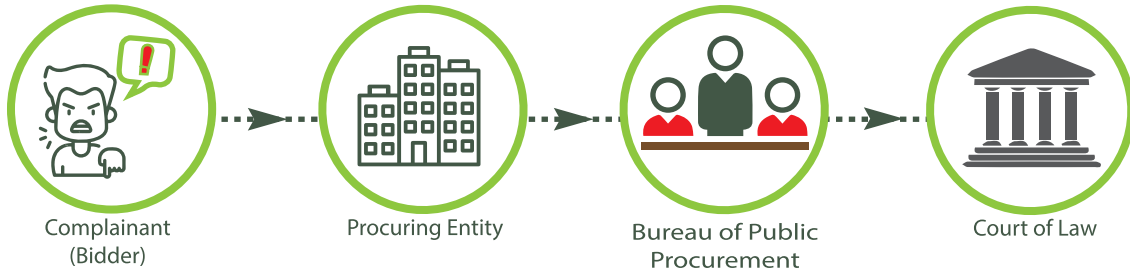 Complainant
(Bidder)
Procuring Entity
Bureau of Public
Procurement
Court of Law